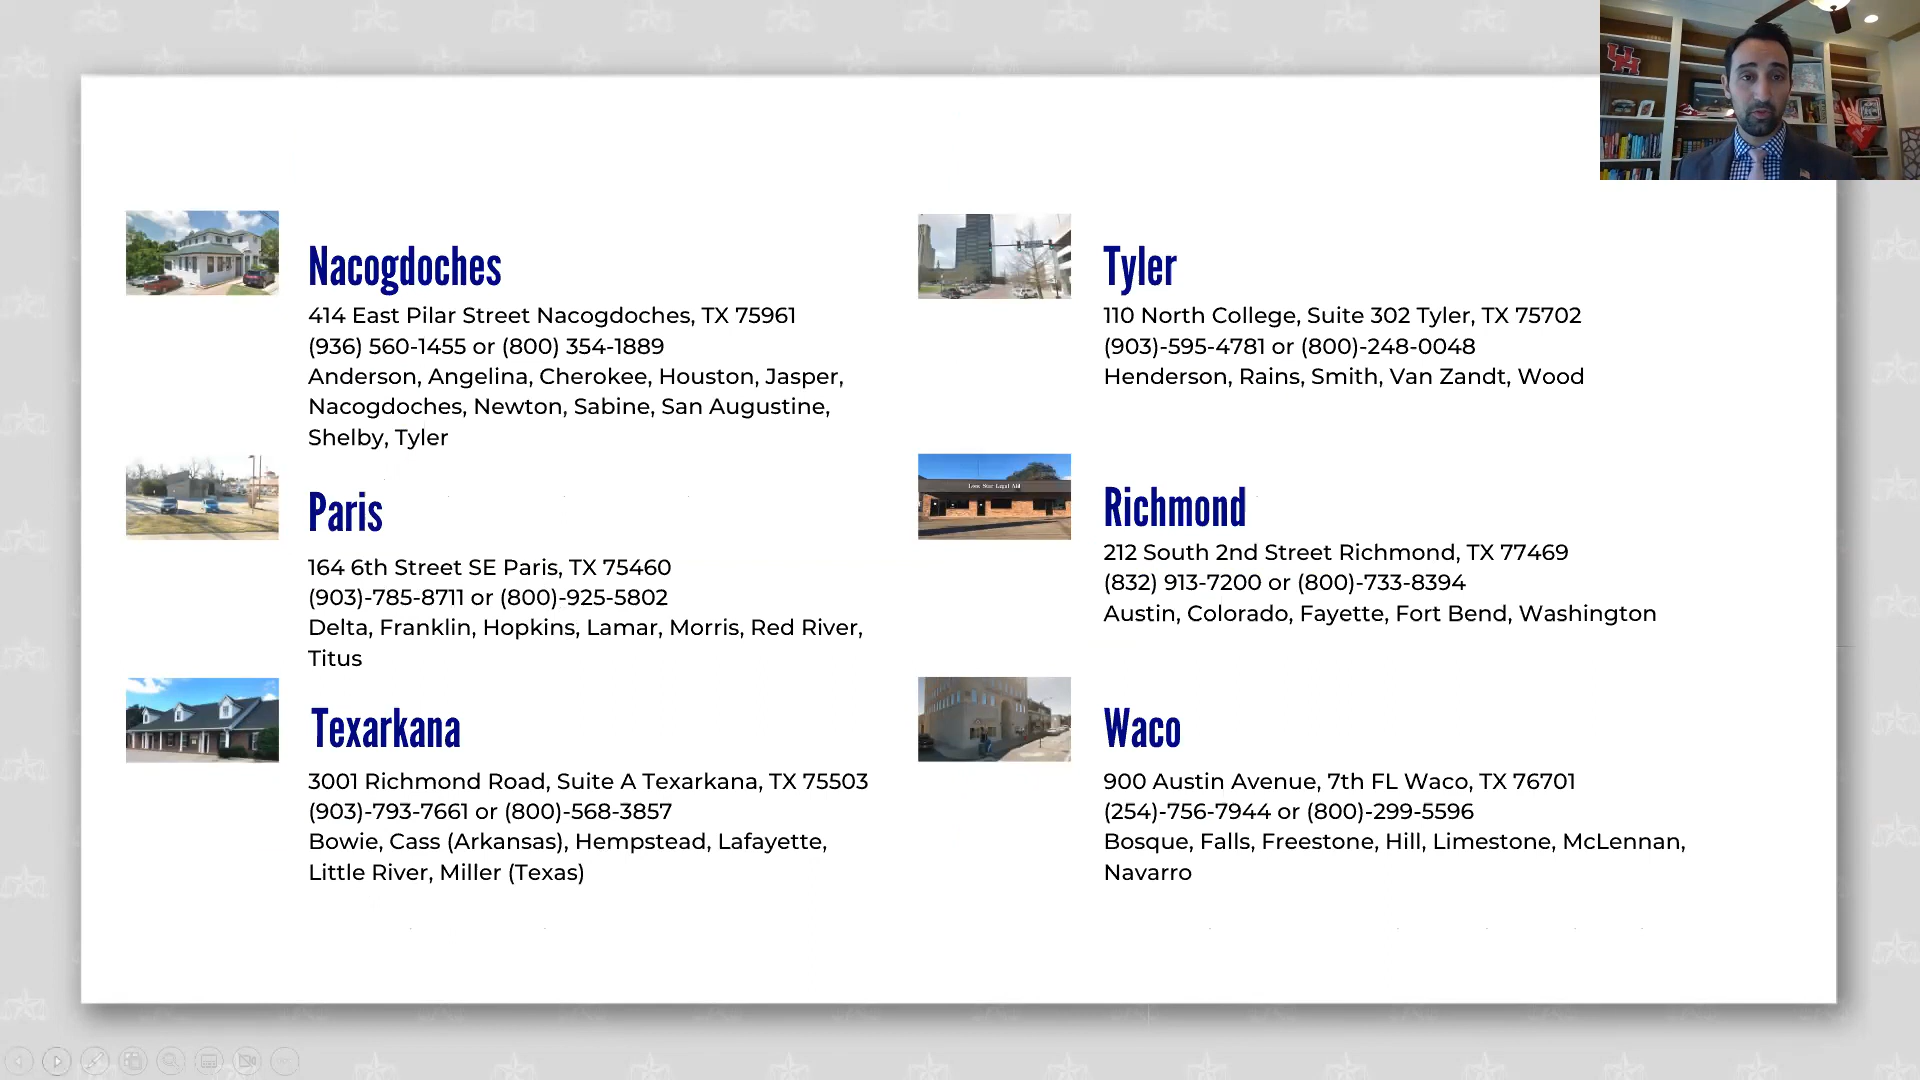 Nacogdoches
414 East Pilar Street Nacogdoches, TX 75961
(936) 560-1455 or (800) 354-1889
Anderson, Angelina, Cherokee, Houston, Jasper,
Nacogdoches, Newton, Sabine, San Augustine,
Shelby, Tyler
Paris
164 6th Street SE Paris, TX 75460
(903)-785-8711 or (800)-925-5802
Delta, Franklin, Hopkins, Lamar, Morris, Red River,
Titus
Texarkana
3001 Richmond Road, Suite A Texarkana, TX 75503
(903)-793-7661 or (800)-568-3857
Bowie, Cass (Arkansas), Hempstead, Lafayette,
Little River, Miller (Texas)
Tyler
110 North College, Suite 302 Tyler, TX 75702
(903)-595-4781 or (800)-248-0048
Henderson, Rains, Smith, Van Zandt, Wood
Lone Star Legal Aid
Richmond
212 South 2nd Street Richmond, TX 77469
(832) 913-7200 or (800)-733-8394
Austin, Colorado, Fayette, Fort Bend, Washington
Waco
900 Austin Avenue, 7th FL Waco, TX 76701
(254)-756-7944 or (800)-299-5596
Bosque, Falls, Freestone, Hill, Limestone, McLennan,
Navarro